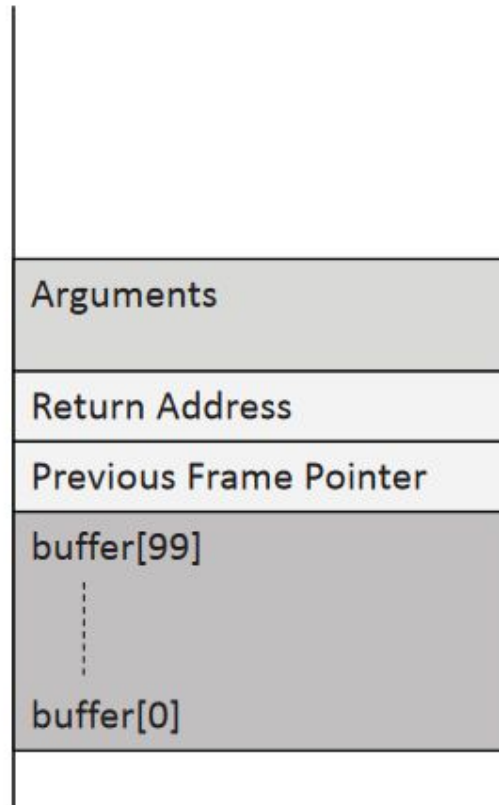 Arguments
Return Address
Previous Frame Pointer
buffer[99]
buffer[0]